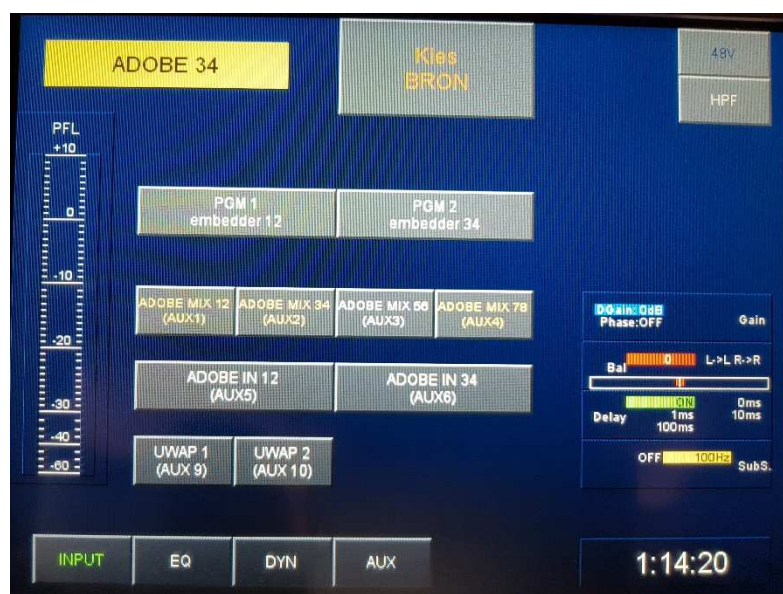 ADOBE 34
Kies
BRON
48V
HPF
PFL
+10
0
-10
-20
-30
-40
-60
PGM 1
embedder 12
PGM 2
embedder 34
ADOBE MIX 12
(AUX1)
ADOBE MIX 34
(AUX2)
ADOBE MIX 56
(AUX3)
ADOBE MIX 78
(AUX4)
ADOBE IN 12
(AUX5)
ADOBE IN 34
(AUX6)
UWAP 1
(AUX 9)
UWAP 2
(AUX 10)
DGain: 0dB
Phase:OFF
Gain
Bal
0
L->L R->R
ON
0ms
Delay
1ms
10ms
100ms
OFF
100Hz
SubS.
INPUT
EQ
DYN
AUX
1:14:20